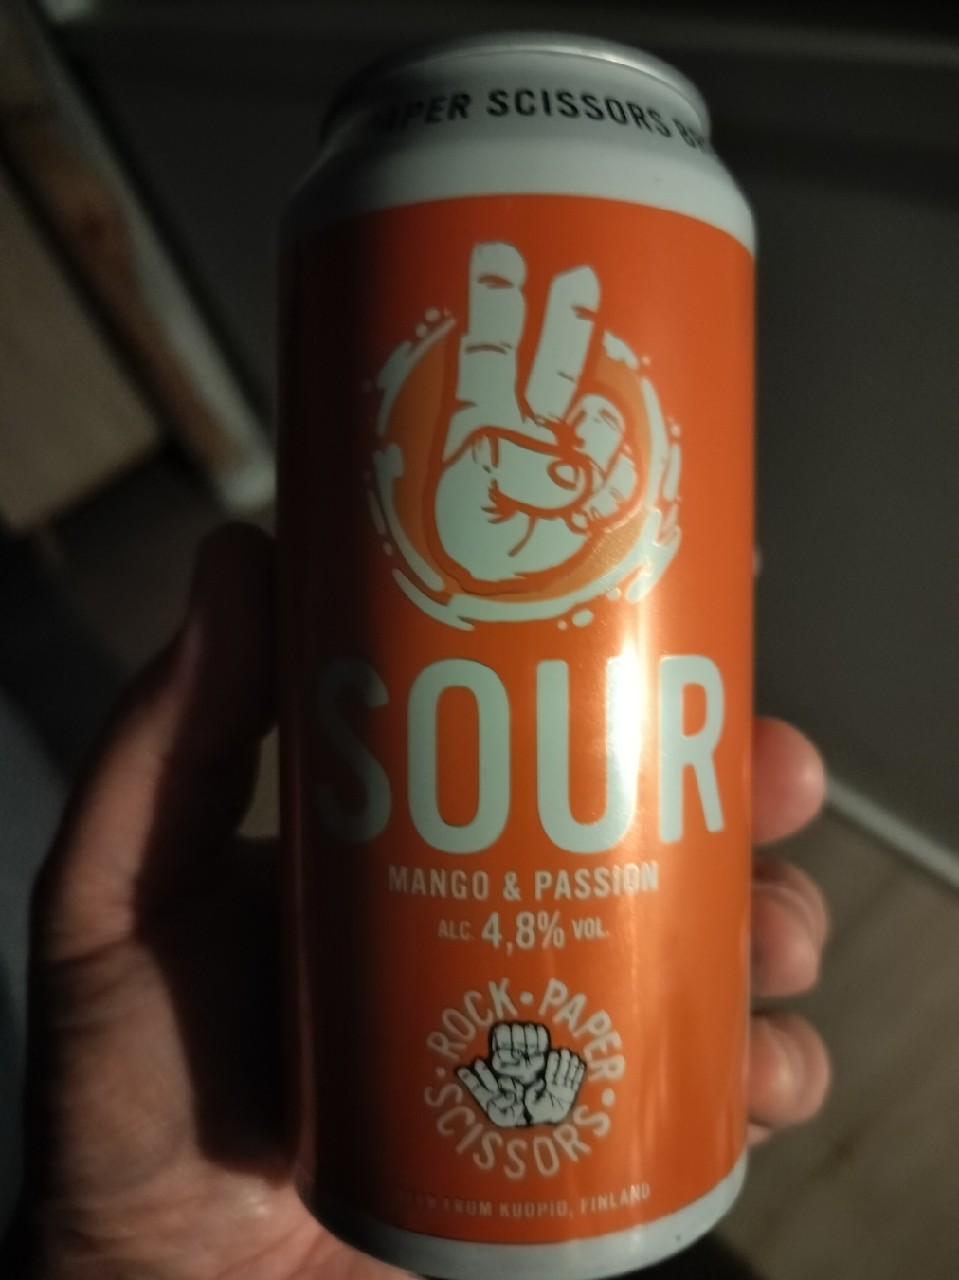 PAPER SCISSORS
SOUR
MANGO & PASSION
ALC. 4,8% VOL.
ROCK • PAPER • SCISSORS •
FROM KUOPIO, FINLAND